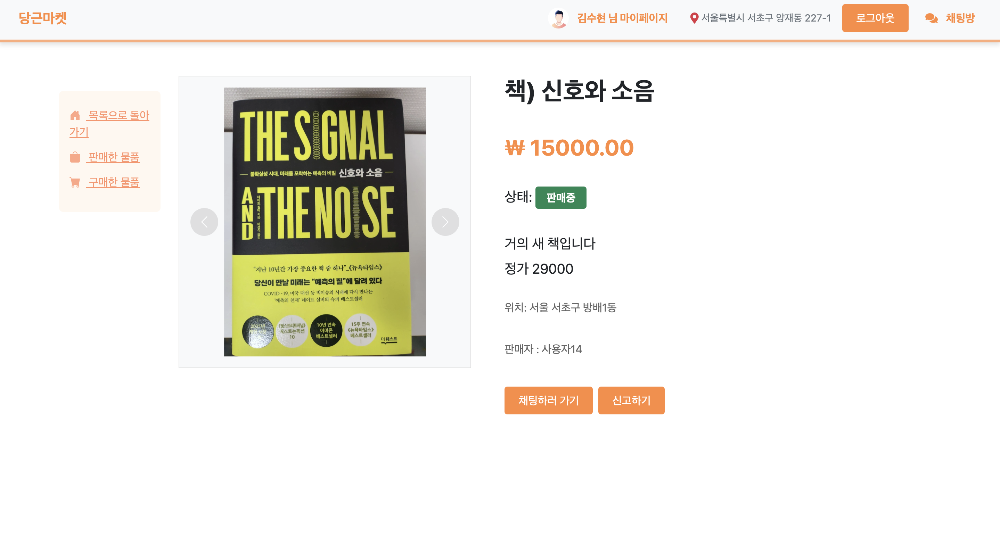 당근마켓
김수현 님 마이페이지
서울특별시 서초구 양재동 227-1
로그아웃
채팅방
목록으로 돌아
가기
판매한 물품
구매한 물품
THE SIGNAL
불확실성 시대, 미래를 포착하는 예측의 비밀 신호와 소음
AND
네이트 실버 지음
이경식 옮김
THE NOISE
“지난 10년간 가장 중요한 책 중 하나”_《뉴욕타임스》
당신이 만날 미래는 “예측의 질”에 달려 있다
COVID-19, 미국 대선 등 빅이슈의 시대에 다시 만나는
‘예측의 천재’ 네이트 실버의 슈퍼 베스트셀러
2021년
《월스트리트저널》
베스트논픽션
10
10년 연속
아마존
베스트셀러
15주 연속
《뉴욕타임스》
베스트셀러
더퀘스트
책) 신호와 소음
₩ 15000.00
상태: 판매중
거의 새 책입니다
정가 29000
위치: 서울 서초구 방배1동
판매자 : 사용자14
채팅하러 가기
신고하기